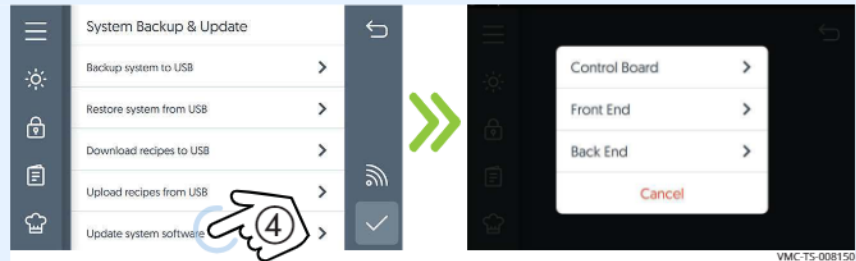 System Backup & Update
Backup system to USB
Restore system from USB
Download recipes to USB
Upload recipes from USB
Update system software
4
Control Board
Front End
Back End
Cancel
VMC-TS-008150